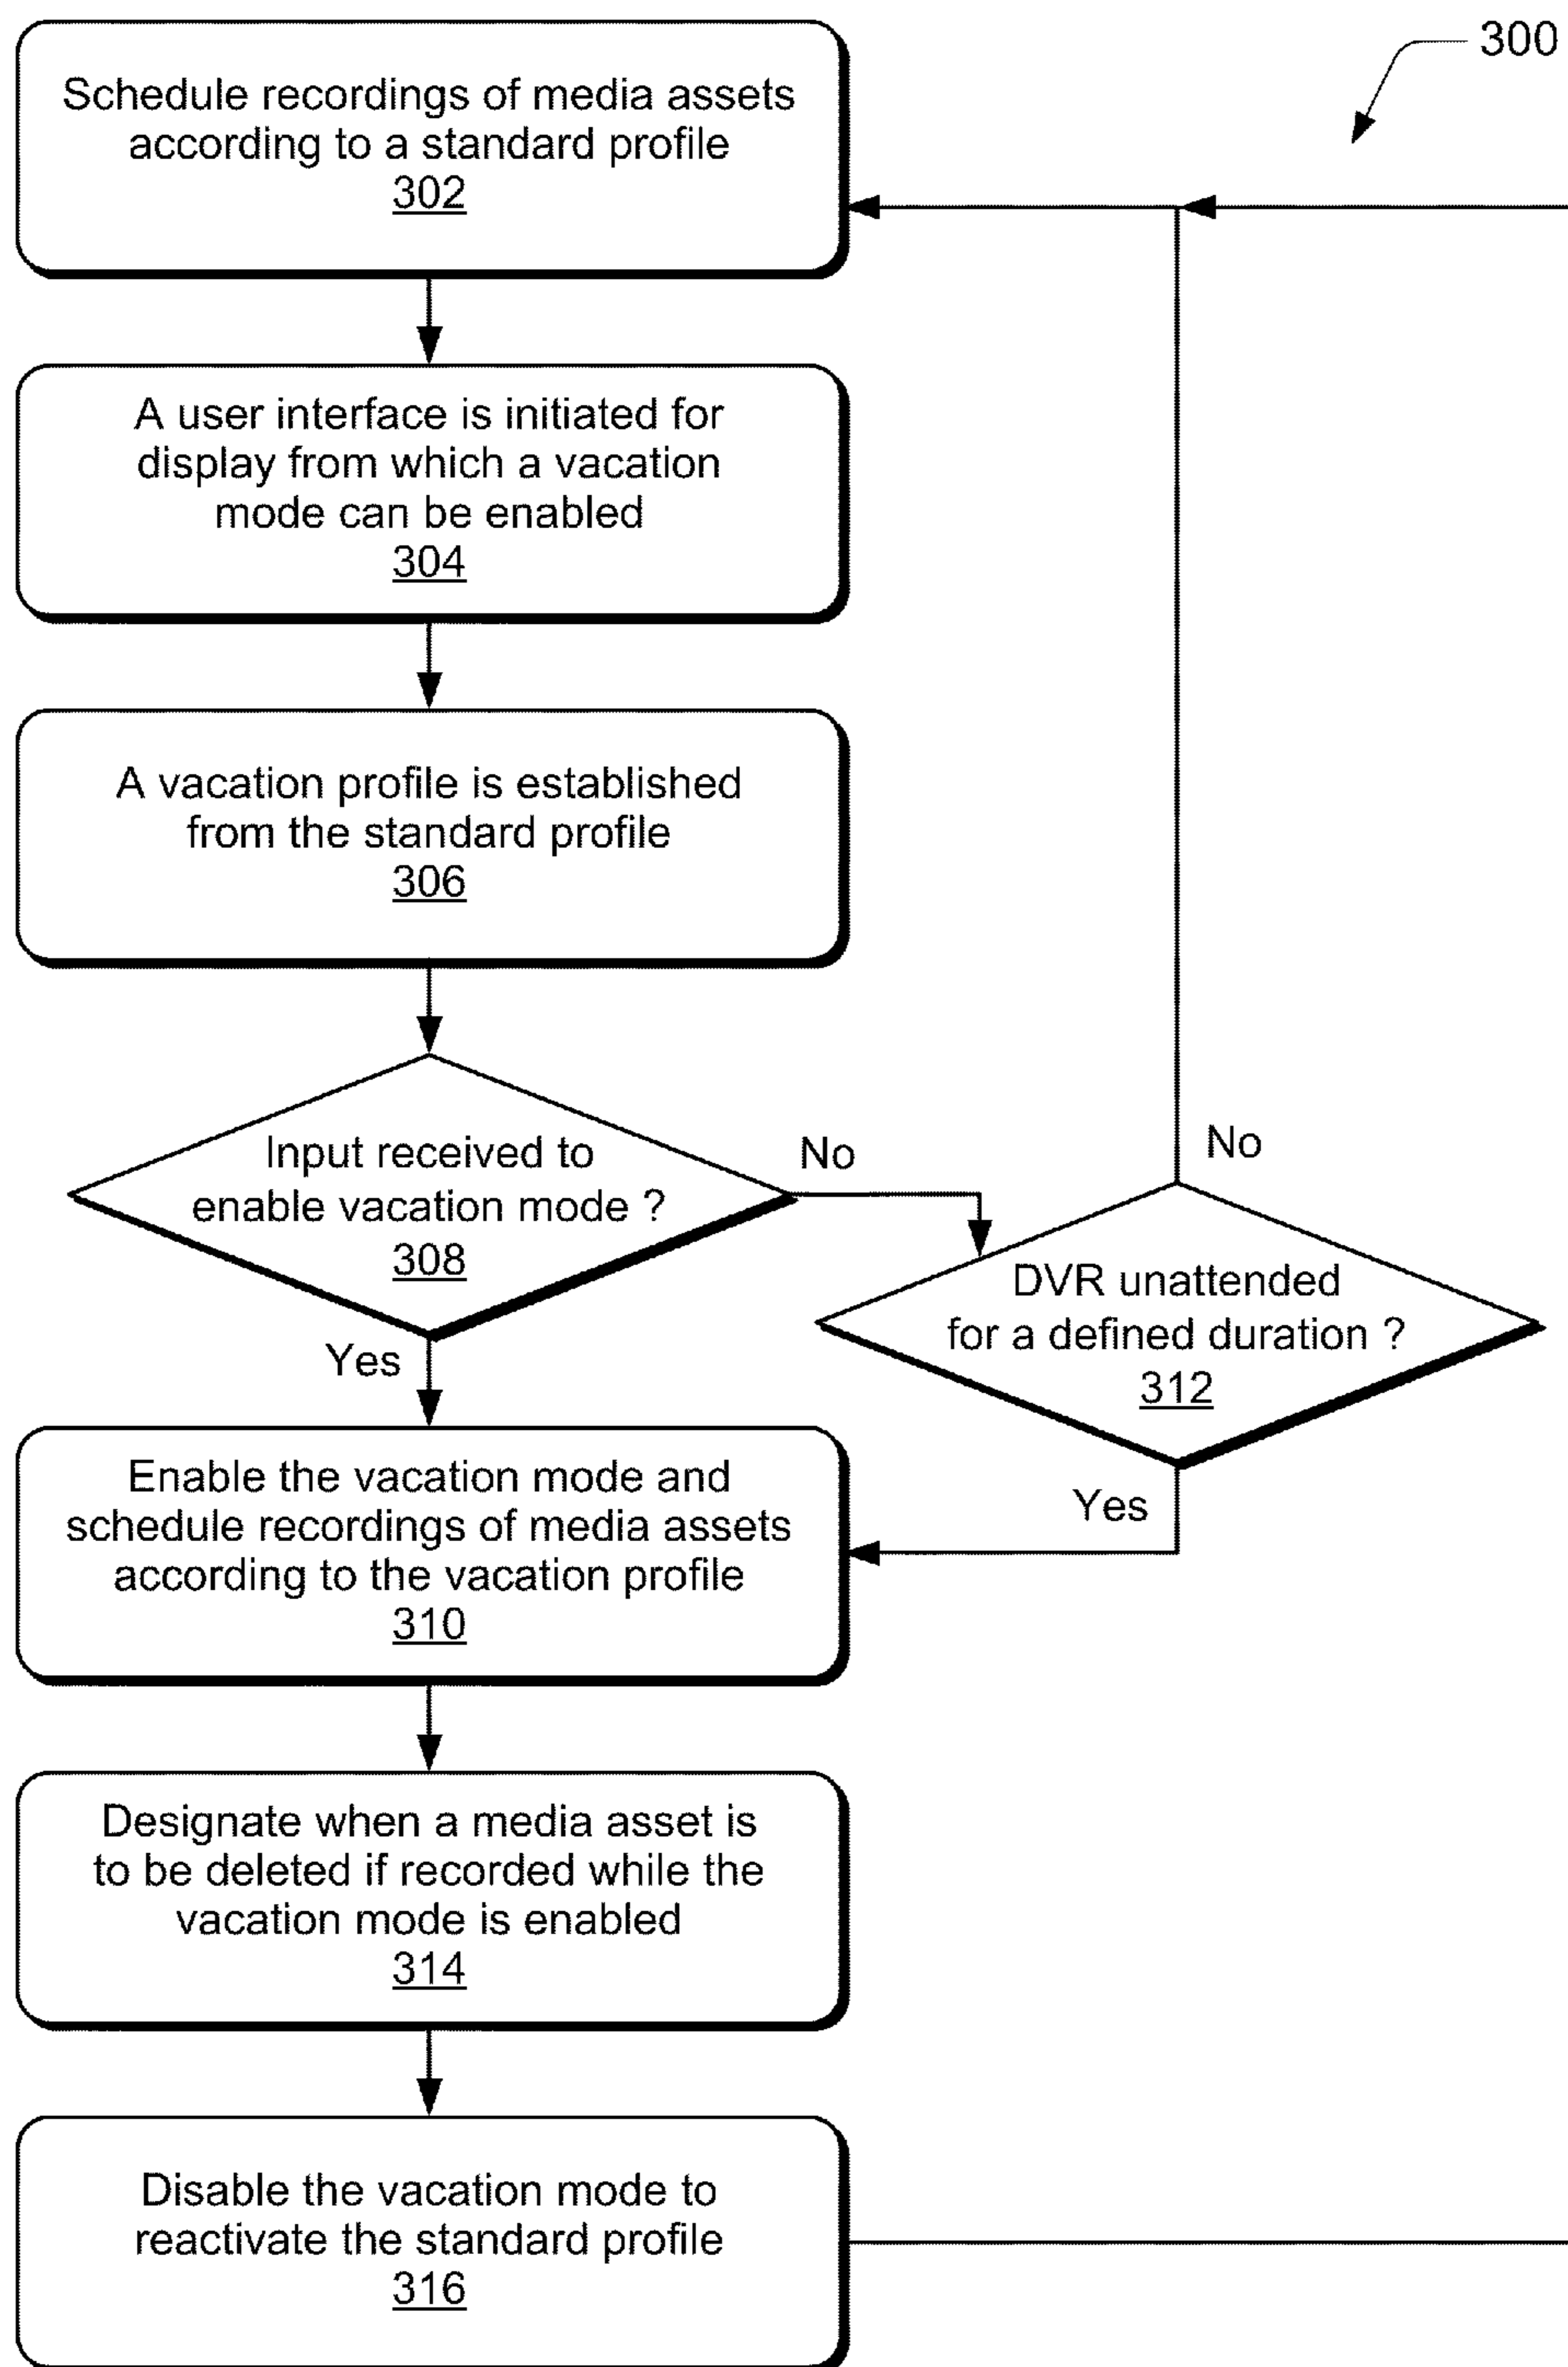 300
Schedule recordings of media assets
according to a standard profile
302
A user interface is initiated for
display from which a vacation
mode can be enabled
304
A vacation profile is established
from the standard profile
306
Input received to
enable vacation mode ?
308
No
Yes
DVR unattended
for a defined duration ?
312
No
Yes
Enable the vacation mode and
schedule recordings of media assets
according to the vacation profile
310
Designate when a media asset is
to be deleted if recorded while the
vacation mode is enabled
314
Disable the vacation mode to
reactivate the standard profile
316